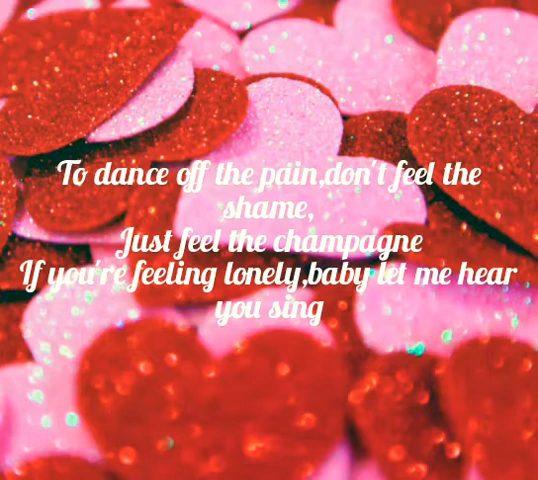 To dance off the pain,don't feel the
shame,
Just feel the champagne
If you're feeling lonely,baby let me hear
you sing